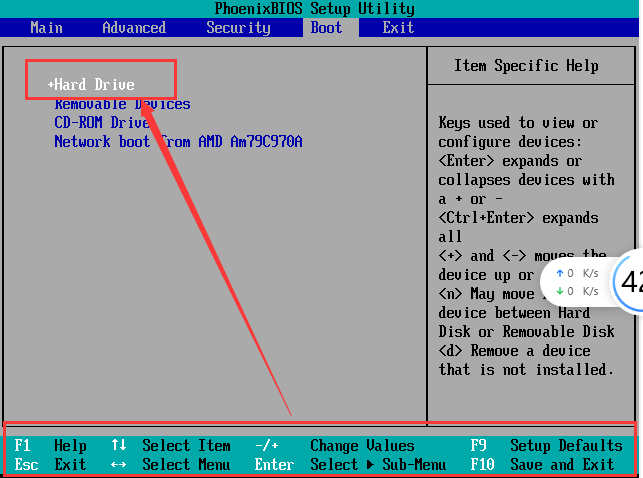 PhoenixBIOS Setup Utility
Main Advanced Security Boot Exit
+Hard Drive
Removable Devices
CD-ROM Drive
Network boot from AMD Am79C970A
Item Specific Help
Keys used to view or
configure devices:
<Enter> expands or
collapses devices with
a + or -
<Ctrl+Enter> expands
all
<+> and <-> moves the
device up or
<n> May move
device between Hard
Disk or Removable Disk
<d> Remove a device
that is not installed.
↑ 0 K/s
↓ 0 K/s
42
F1 Help ↑↓ Select Item -/+ Change Values F9 Setup Defaults
Esc Exit ↔ Select Menu Enter Select ▶ Sub-Menu F10 Save and Exit